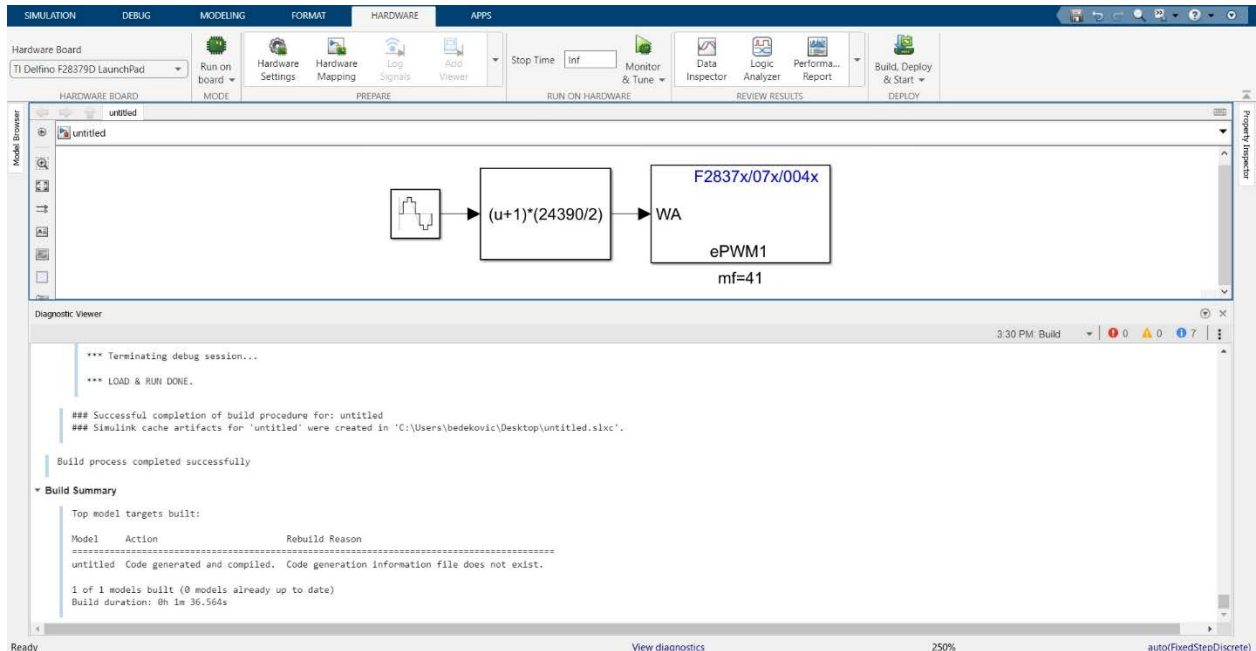 SIMULATION DEBUG MODELING FORMAT HARDWARE APPS
Hardware Board
TI Delfino F28379D LaunchPad
HARDWARE BOARD
Run on
board
MODE
Hardware
Settings
Hardware
Mapping
Log
Signals
Add
Viewer
PREPARE
Stop Time Inf
Monitor
& Tune
RUN ON HARDWARE
Data
Inspector
Logic
Analyzer
Performa...
Report
REVIEW RESULTS
Build, Deploy
& Start
DEPLOY
Model Browser
Property Inspector
untitled
untitled
F2837x/07x/004x
(u+1)*(24390/2)
WA
ePWM1
mf=41
Diagnostic Viewer
3:30 PM: Build 0 0 7
*** Terminating debug session...
*** LOAD & RUN DONE.
### Successful completion of build procedure for: untitled
### Simulink cache artifacts for 'untitled' were created in 'C:\Users\bedekovic\Desktop\untitled.slxc'.
Build process completed successfully
Build Summary
Top model targets built:
Model Action Rebuild Reason
untitled Code generated and compiled. Code generation information file does not exist.
1 of 1 models built (0 models already up to date)
Build duration: 0h 1m 36.564s
Ready View diagnostics 250% auto(FixedStepDiscrete)